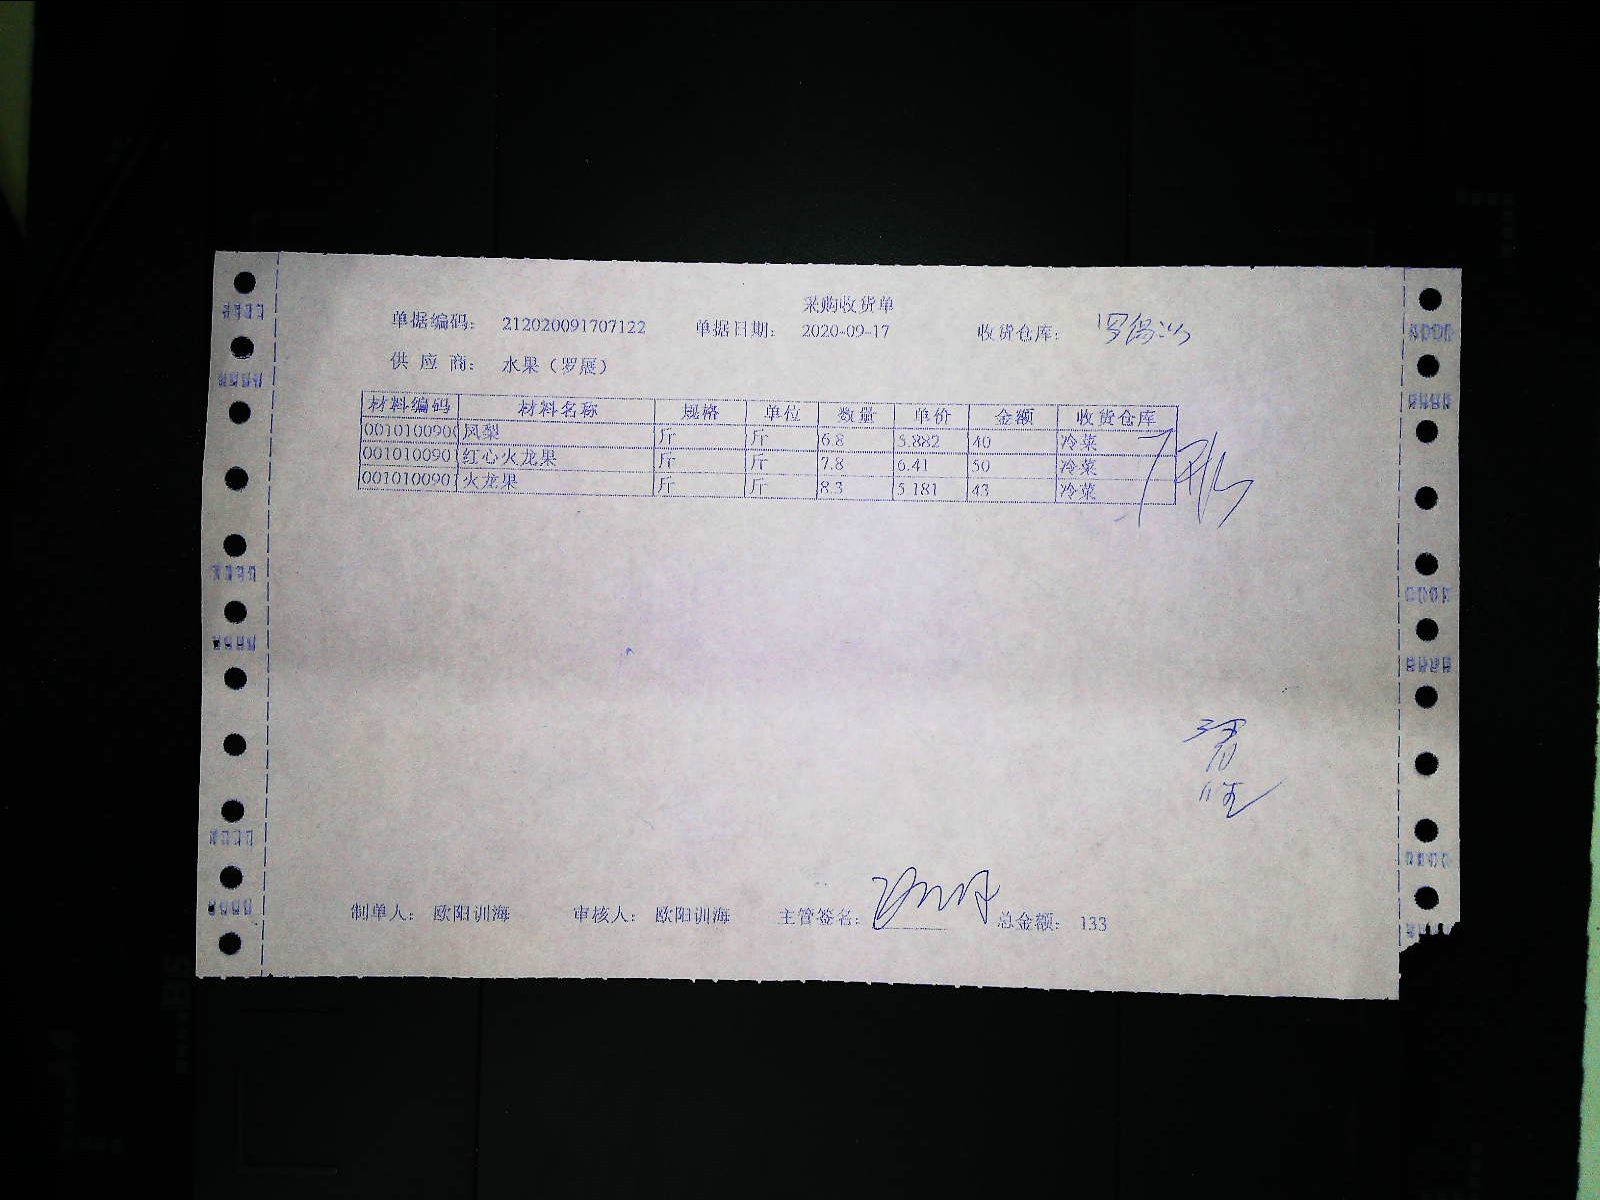 采购收货单
单据编码： 212020091707122 单据日期： 2020-09-17 收货仓库：
供 应 商： 水果（罗展）
材料编码 材料名称 规格 单位 数量 单价 金额 收货仓库
001010090 凤梨 斤 斤 6.8 5.882 40 冷菜
001010090 红心火龙果 斤 斤 7.8 6.41 50 冷菜
001010090 火龙果 斤 斤 8.3 5.181 43 冷菜
制单人： 欧阳训海 审核人： 欧阳训海 主管签名： 总金额： 133